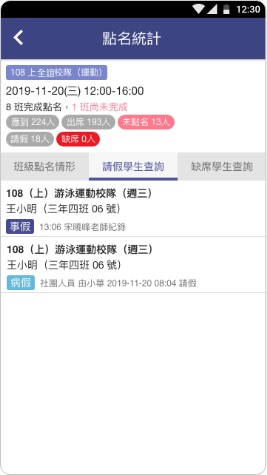 12:30
點名統計
108 上全誼校隊（運動）
2019-11-20(三) 12:00-16:00
8 班完成點名，1 班尚未完成
應到 224人 出席 193人 未點名 13人
請假 18人 缺席 0人
班級點名情形 請假學生查詢 缺席學生查詢
108（上）游泳運動校隊（週三）
王小明（三年四班 06 號）
事假 13:06 宋曉峰老師紀錄
108（上）游泳運動校隊（週三）
王小明（三年四班 06 號）
病假 社團人員 由小華 2019-11-20 08:04 請假